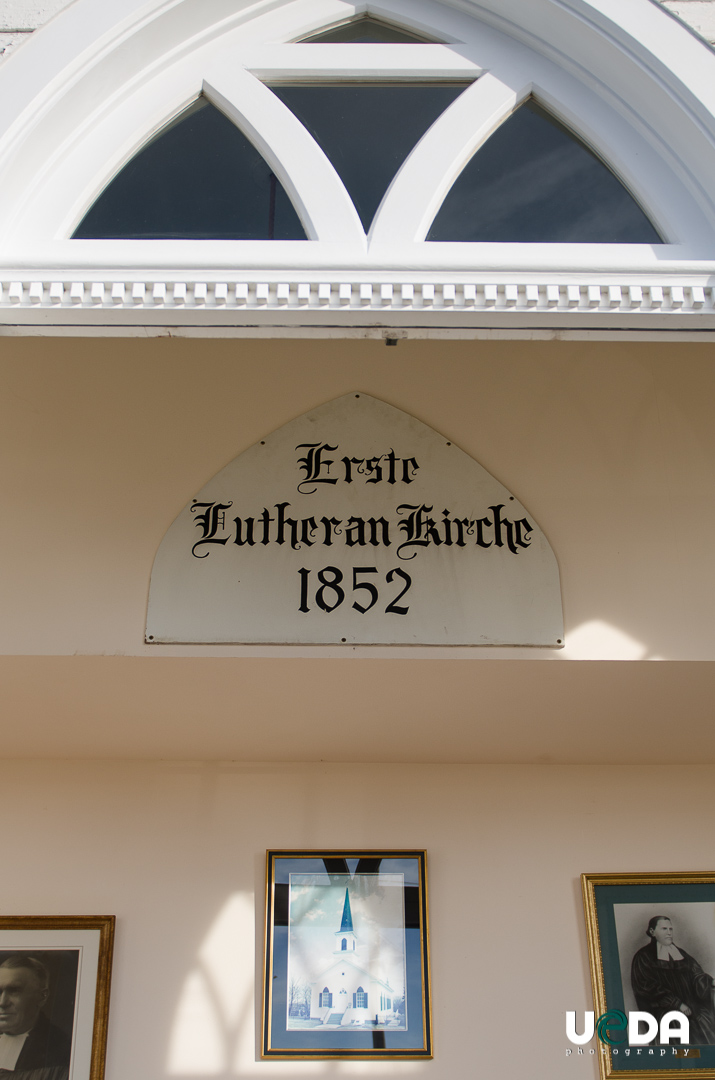 Erste
Lutheran Kirche
1852
UeDA
photography